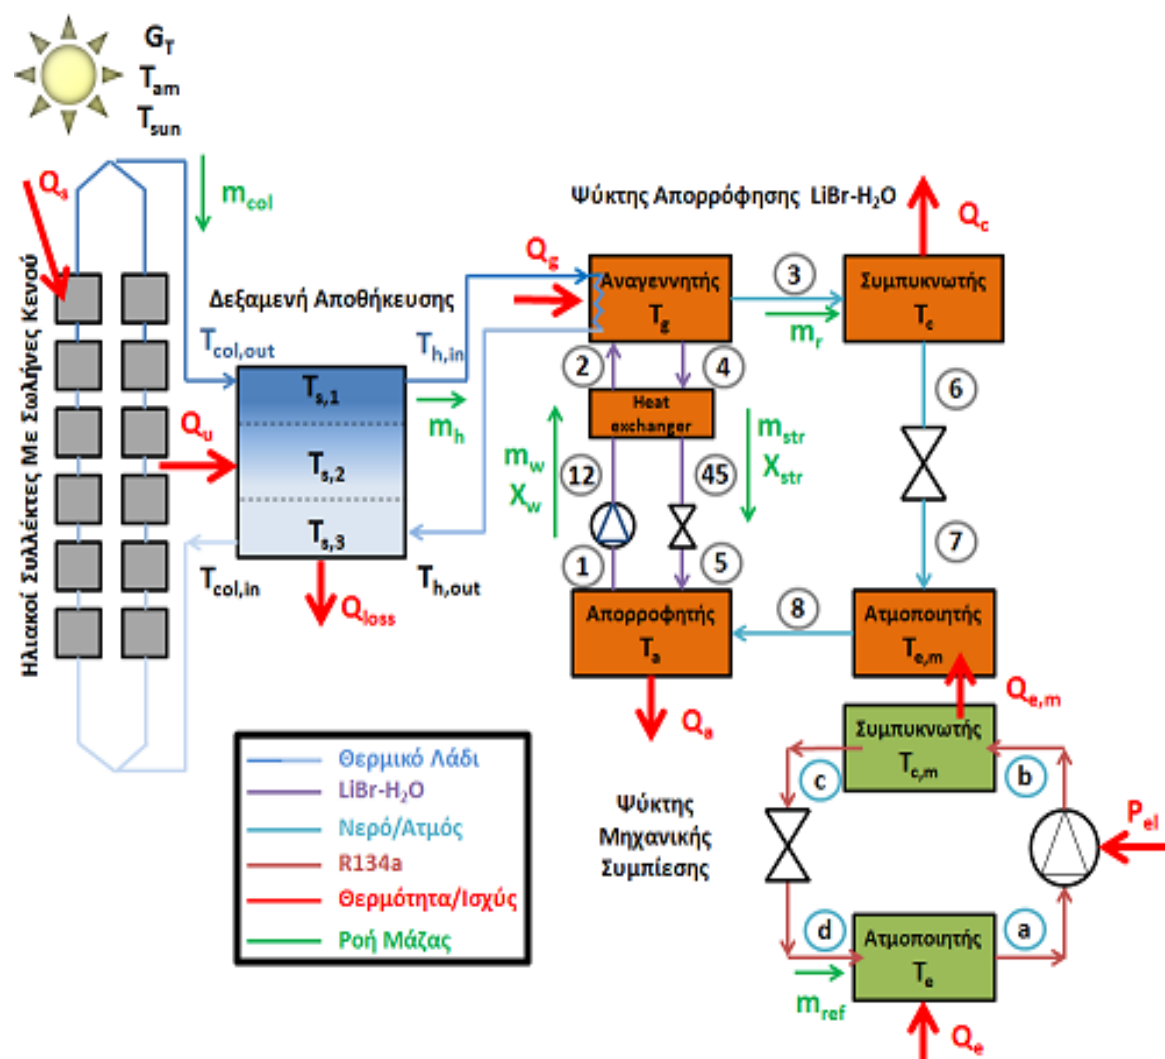 G_T
T_am
T_sun
Q_s
m_col
Ηλιακοί Συλλέκτες Με Σωλήνες Κενού
Δεξαμενή Αποθήκευσης
T_col,out
T_h,in
T_s,1
T_s,2
T_s,3
Q_u
m_h
T_col,in
T_h,out
Q_loss
Ψύκτης Απορρόφησης LiBr-H₂O
Q_g
Αναγεννητής
T_g
3
m_r
Συμπυκνωτής
T_c
Q_c
2
4
Heat
exchanger
6
m_w
X_w
12
45
m_str
X_str
1
5
7
Απορροφητής
T_a
8
Ατμοποιητής
T_e,m
Q_a
Q_e,m
Συμπυκνωτής
T_c,m
c
b
Ψύκτης
Μηχανικής
Συμπίεσης
P_el
d
a
Ατμοποιητής
T_e
m_ref
Q_e
Θερμικό Λάδι
LiBr-H₂O
Νερό/Ατμός
R134a
Θερμότητα/Ισχύς
Ροή Μάζας